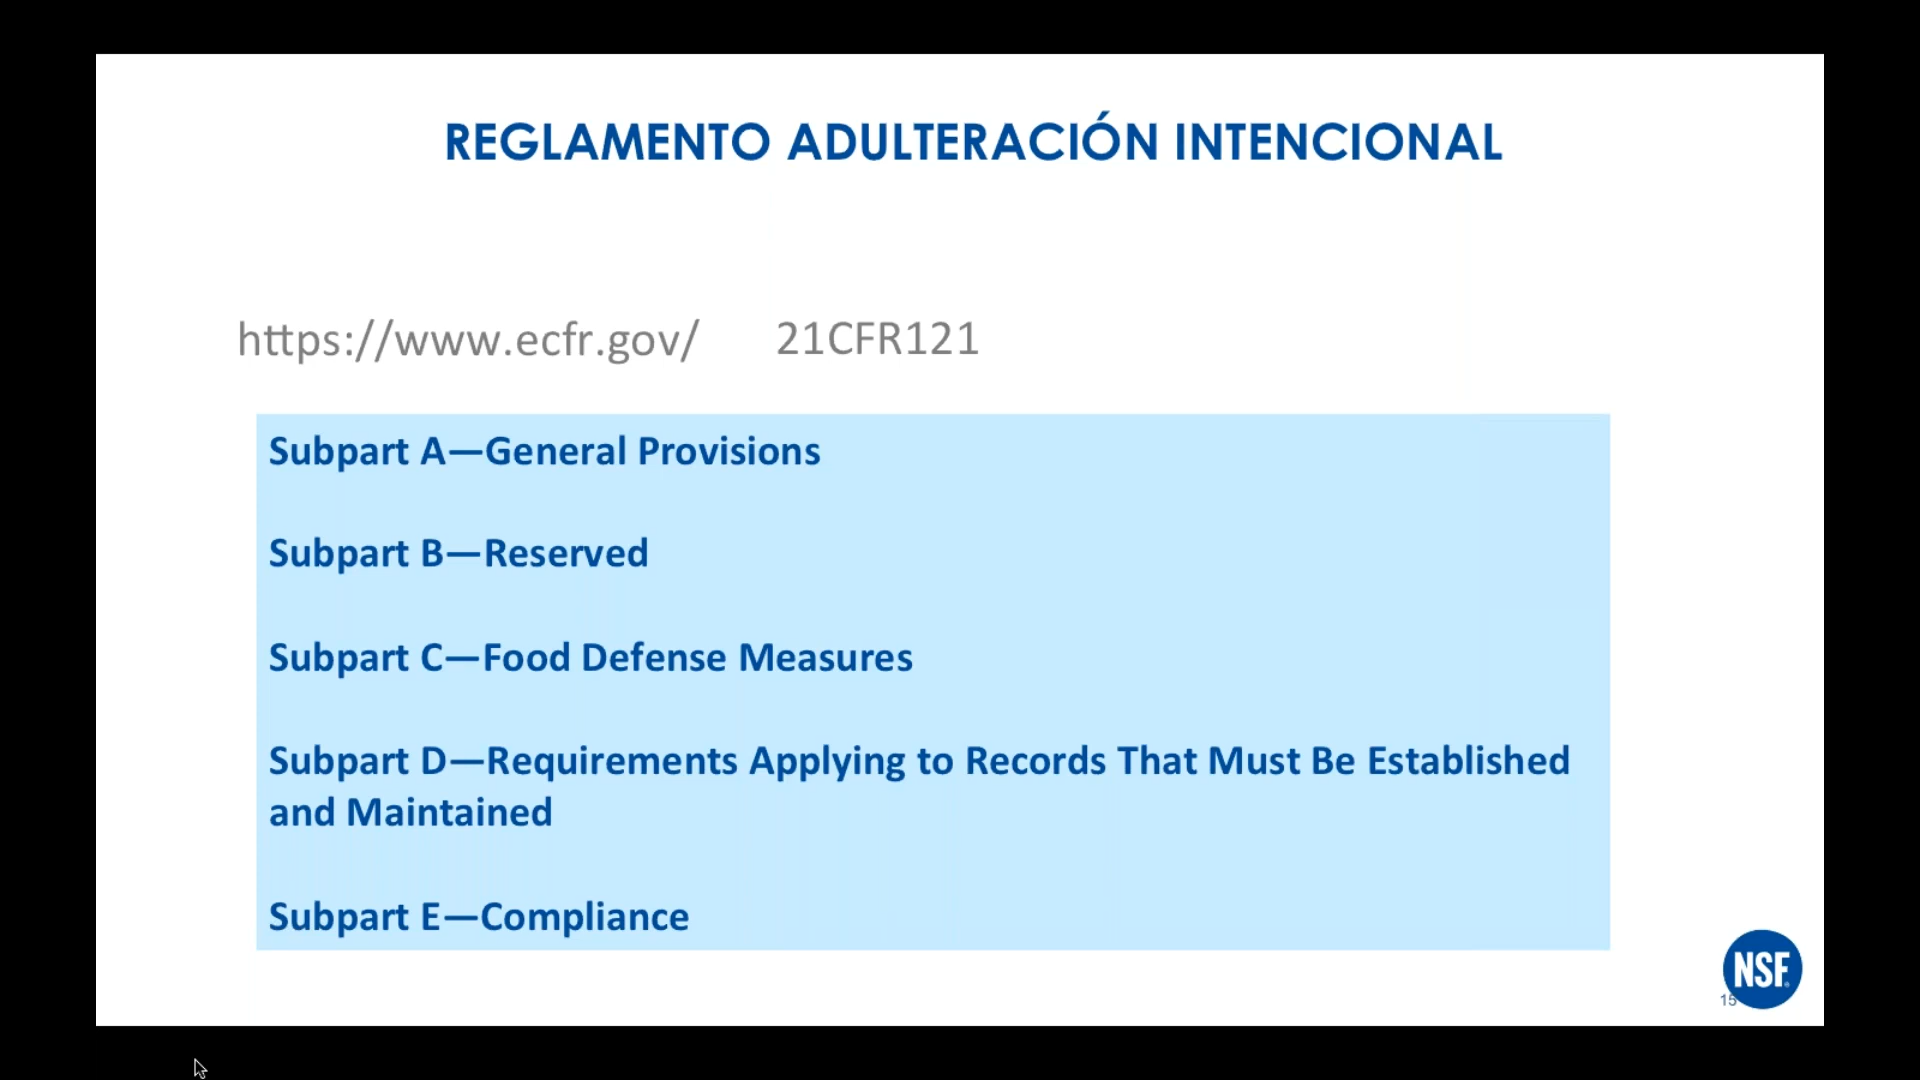 REGLAMENTO ADULTERACIÓN INTENCIONAL
https://www.ecfr.gov/ 21CFR121
Subpart A—General Provisions
Subpart B—Reserved
Subpart C—Food Defense Measures
Subpart D—Requirements Applying to Records That Must Be Established
and Maintained
Subpart E—Compliance
NSF
15